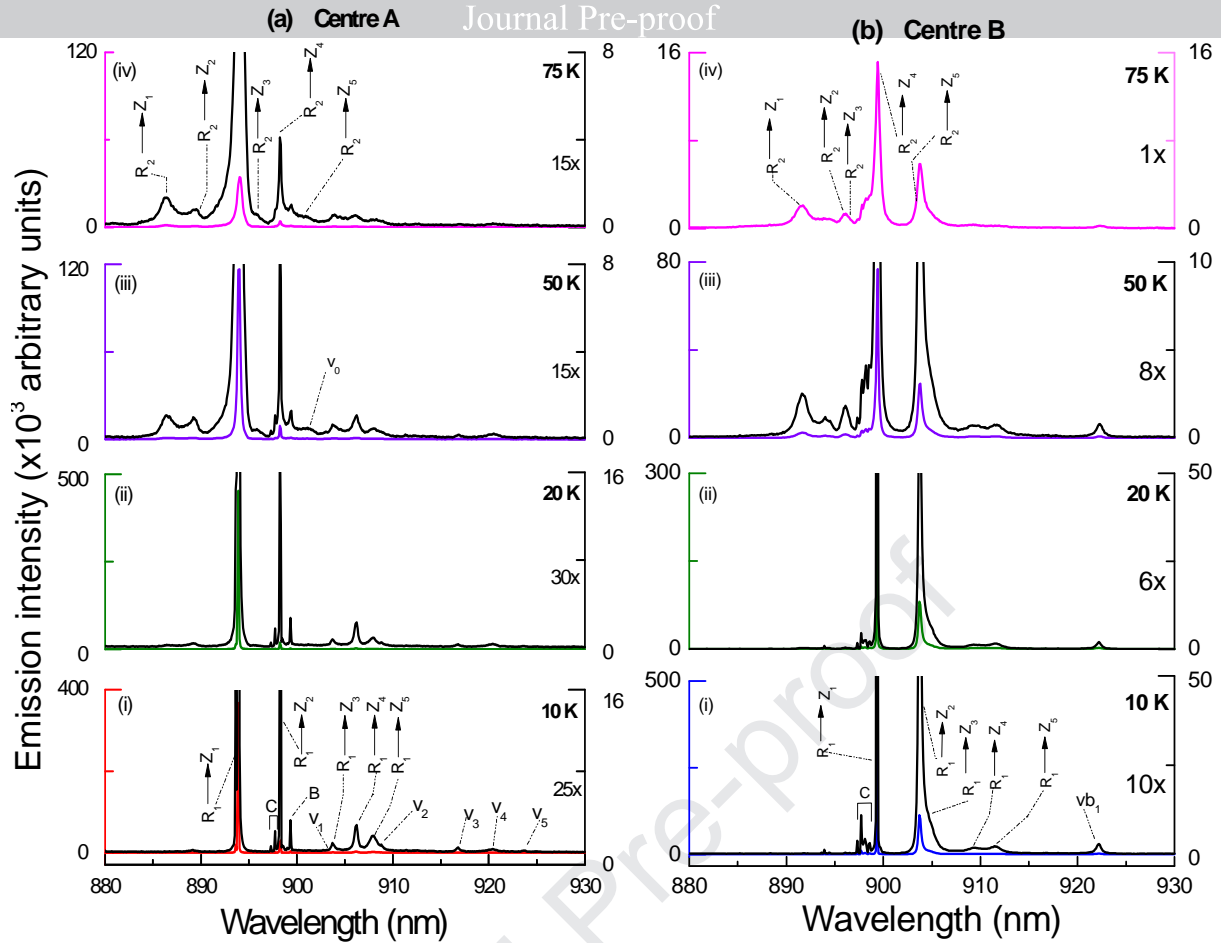 Journal Pre-proof
(a) Centre A
(b) Centre B
Emission intensity (x10³ arbitrary units)
(iv)
75 K
15x
120
60
0
8
0
R₂ → Z₁
R₂ → Z₂
R₂ → Z₃
R₂ → Z₄
R₂ → Z₅
(iii)
50 K
15x
120
60
0
8
0
v₀
(ii)
20 K
30x
500
0
16
0
(i)
10 K
25x
400
0
16
0
R₁ → Z₁
C
R₁ → Z₂
B
v₁
R₁ → Z₃
R₁ → Z₄
R₁ → Z₅
v₂
v₃
v₄
v₅
880 890 900 910 920 930
Wavelength (nm)
(iv)
75 K
1x
16
8
0
16
0
R₂ → Z₁
R₂ → Z₂
R₂ → Z₃
R₂ → Z₄
R₂ → Z₅
(iii)
50 K
8x
80
40
0
10
0
(ii)
20 K
6x
300
0
50
0
(i)
10 K
10x
500
0
50
0
R₁ → Z₁
C
R₁ → Z₂
R₁ → Z₃
R₁ → Z₄
R₁ → Z₅
vb₁
880 890 900 910 920 930
Wavelength (nm)
Pre-proof